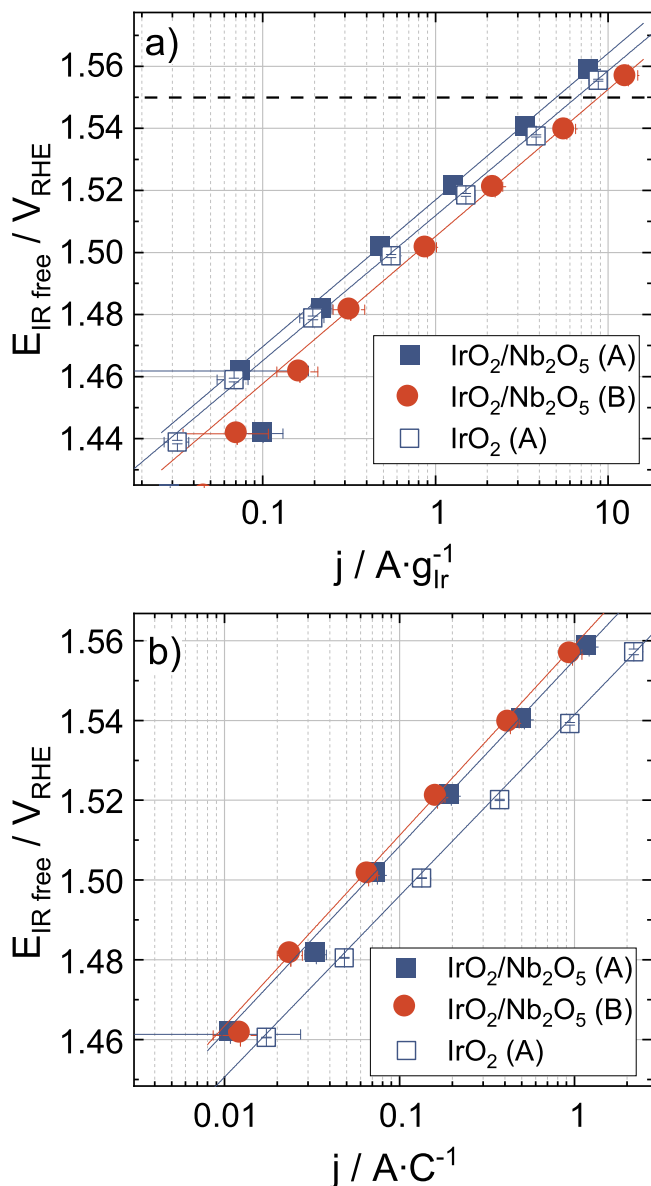 a)
1.56
1.54
1.52
1.50
1.48
1.46
1.44
E_IR free / V_RHE
IrO₂/Nb₂O₅ (A)
IrO₂/Nb₂O₅ (B)
IrO₂ (A)
0.1 1 10
j / A·g_Ir⁻¹
b)
1.56
1.54
1.52
1.50
1.48
1.46
E_IR free / V_RHE
IrO₂/Nb₂O₅ (A)
IrO₂/Nb₂O₅ (B)
IrO₂ (A)
0.01 0.1 1
j / A·C⁻¹